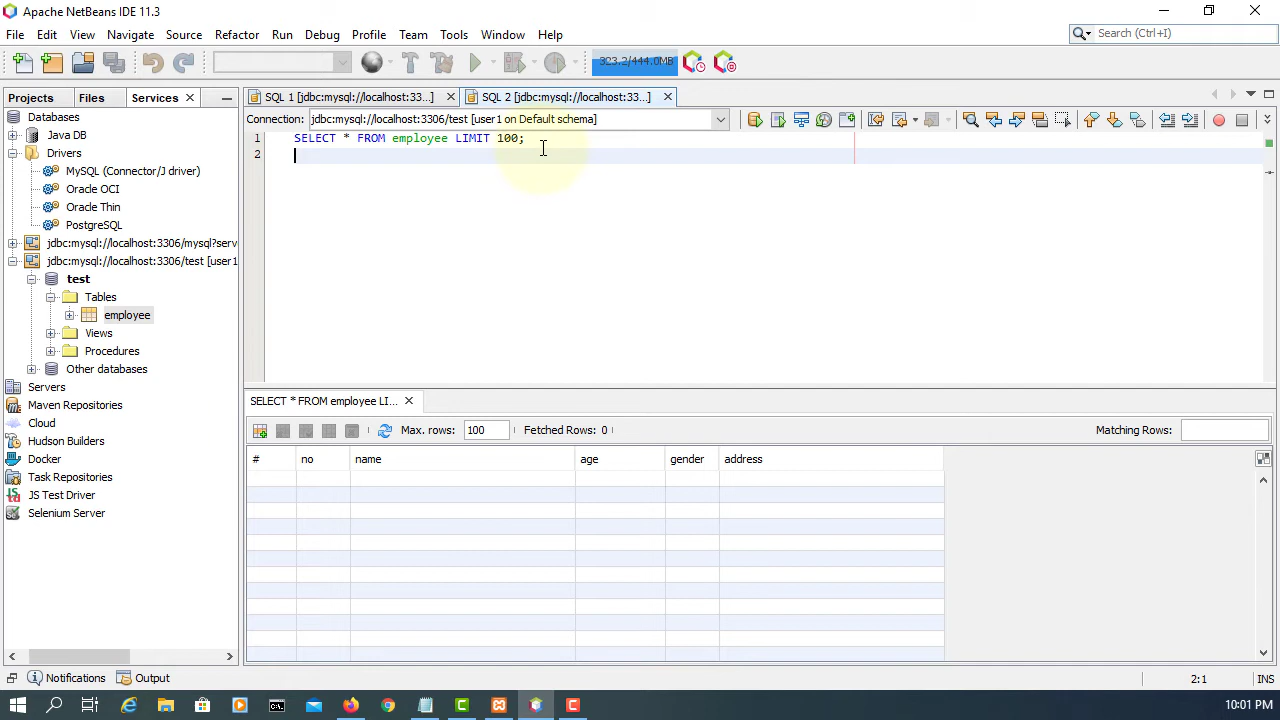 Apache NetBeans IDE 11.3
File Edit View Navigate Source Refactor Run Debug Profile Team Tools Window Help
Search (Ctrl+I)
323.2/444.0MB
Projects Files Services
SQL 1 [jdbc:mysql://localhost:33...] SQL 2 [jdbc:mysql://localhost:33...]
Connection: jdbc:mysql://localhost:3306/test [user1 on Default schema]
1 SELECT * FROM employee LIMIT 100;
2
Databases
Java DB
Drivers
MySQL (Connector/J driver)
Oracle OCI
Oracle Thin
PostgreSQL
jdbc:mysql://localhost:3306/mysql?serv
jdbc:mysql://localhost:3306/test [user1
test
Tables
employee
Views
Procedures
Other databases
Servers
Maven Repositories
Cloud
Hudson Builders
Docker
Task Repositories
JS Test Driver
Selenium Server
SELECT * FROM employee LI...
Max. rows: 100 Fetched Rows: 0 Matching Rows:
# no name age gender address
Notifications Output
2:1 INS
10:01 PM